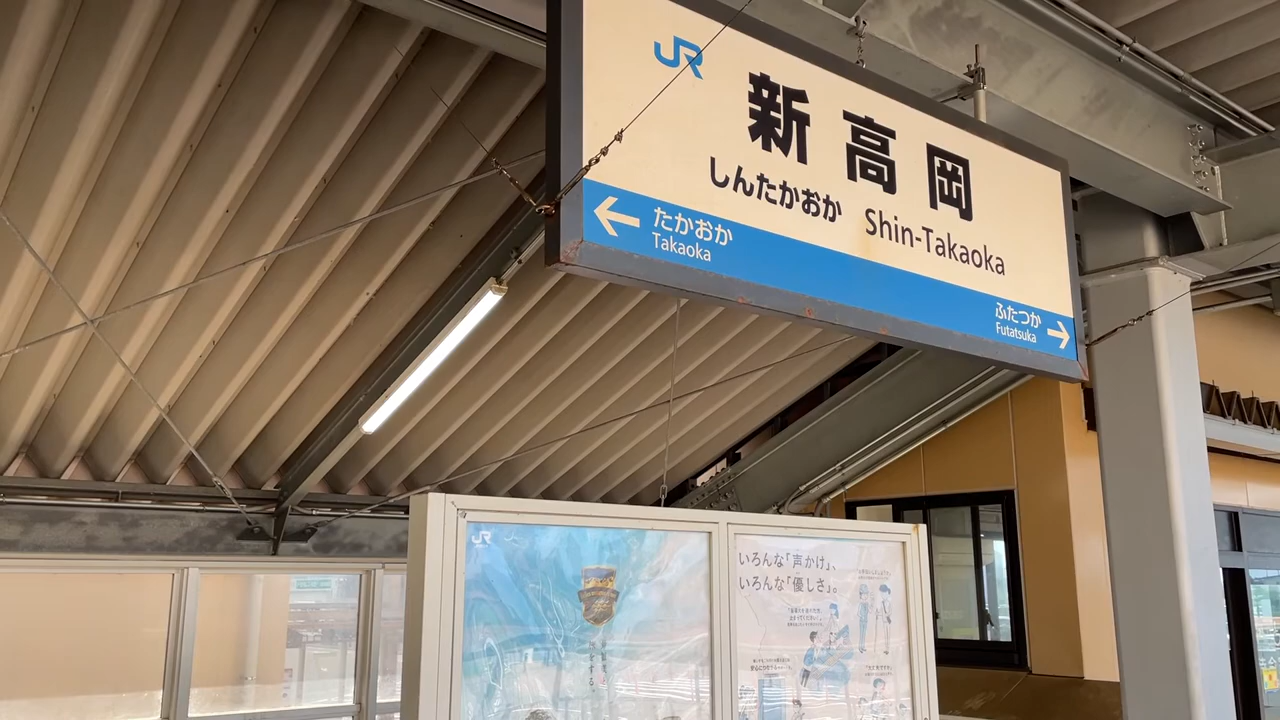 JR
新高岡
しんたかおか Shin-Takaoka
← たかおか
Takaoka
ふたつか →
Futatsuka
JR
いろんな「声かけ」、
いろんな「優しさ」。